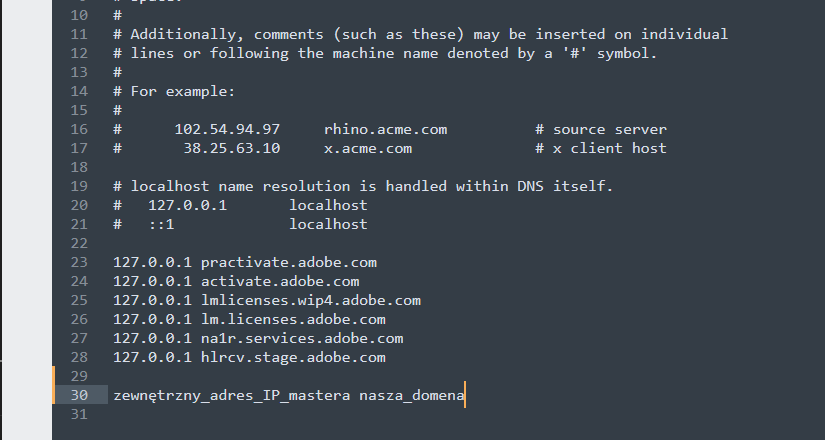 10 #
11 # Additionally, comments (such as these) may be inserted on individual
12 # lines or following the machine name denoted by a '#' symbol.
13 #
14 # For example:
15 #
16 #      102.54.94.97     rhino.acme.com          # source server
17 #       38.25.63.10     x.acme.com              # x client host
18
19 # localhost name resolution is handled within DNS itself.
20 #   127.0.0.1       localhost
21 #   ::1             localhost
22
23 127.0.0.1 practivate.adobe.com
24 127.0.0.1 activate.adobe.com
25 127.0.0.1 lmlicenses.wip4.adobe.com
26 127.0.0.1 lm.licenses.adobe.com
27 127.0.0.1 na1r.services.adobe.com
28 127.0.0.1 hlrcv.stage.adobe.com
29
30 zewnętrzny_adres_IP_mastera nasza_domena
31